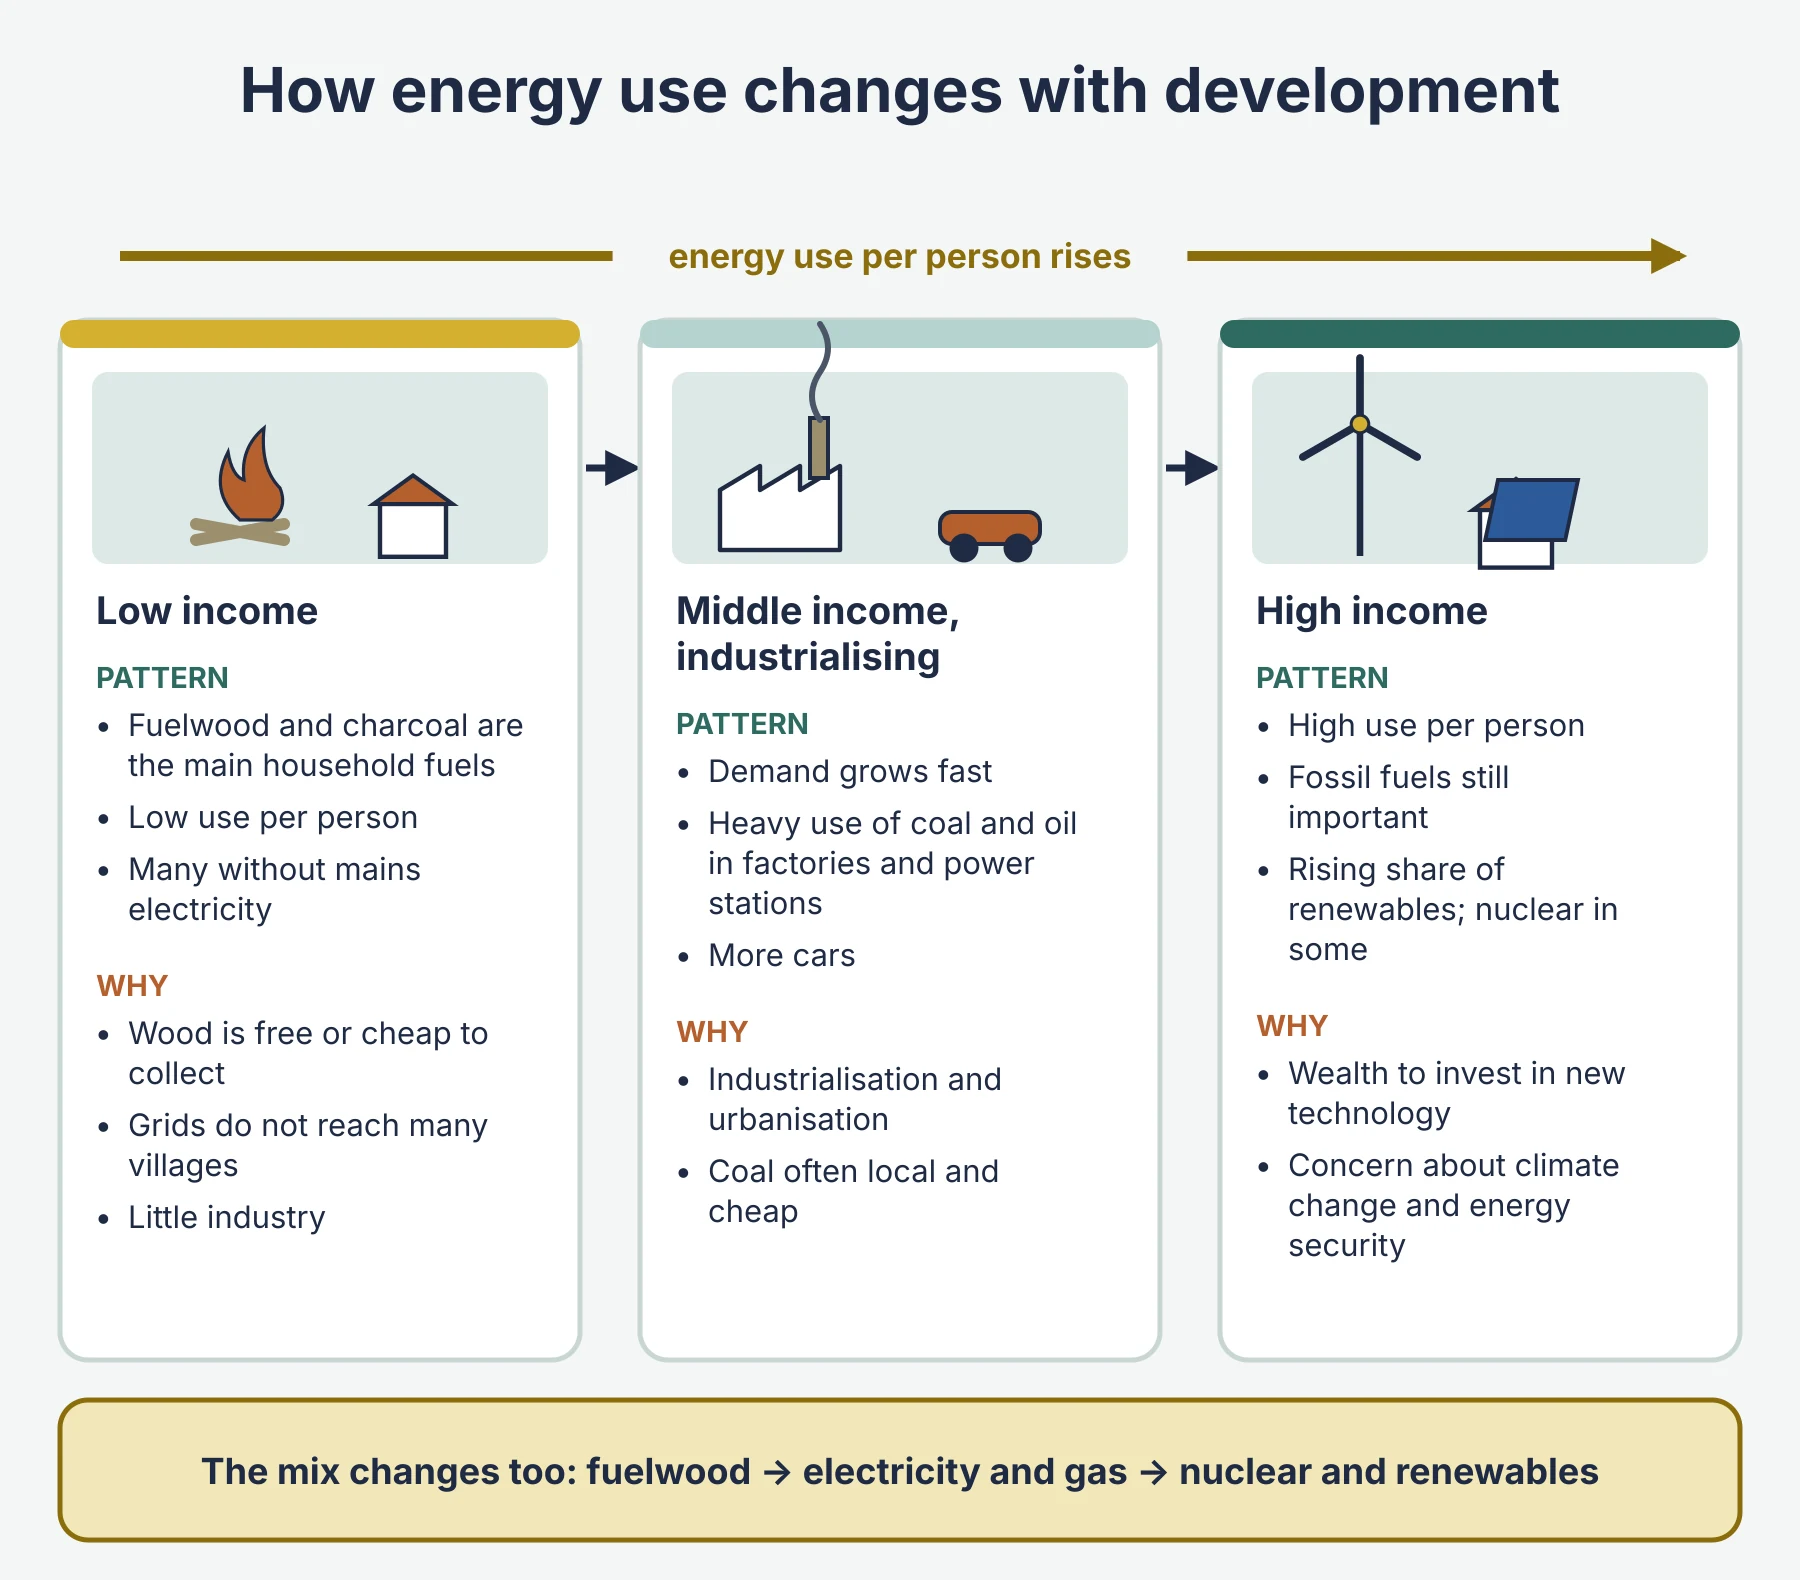 How energy use changes with development
energy use per person rises
Low income
PATTERN
• Fuelwood and charcoal are
the main household fuels
• Low use per person
• Many without mains
electricity
WHY
• Wood is free or cheap to
collect
• Grids do not reach many
villages
• Little industry
Middle income,
industrialising
PATTERN
• Demand grows fast
• Heavy use of coal and oil
in factories and power
stations
• More cars
WHY
• Industrialisation and
urbanisation
• Coal often local and
cheap
High income
PATTERN
• High use per person
• Fossil fuels still
important
• Rising share of
renewables; nuclear in
some
WHY
• Wealth to invest in new
technology
• Concern about climate
change and energy
security
The mix changes too: fuelwood → electricity and gas → nuclear and renewables